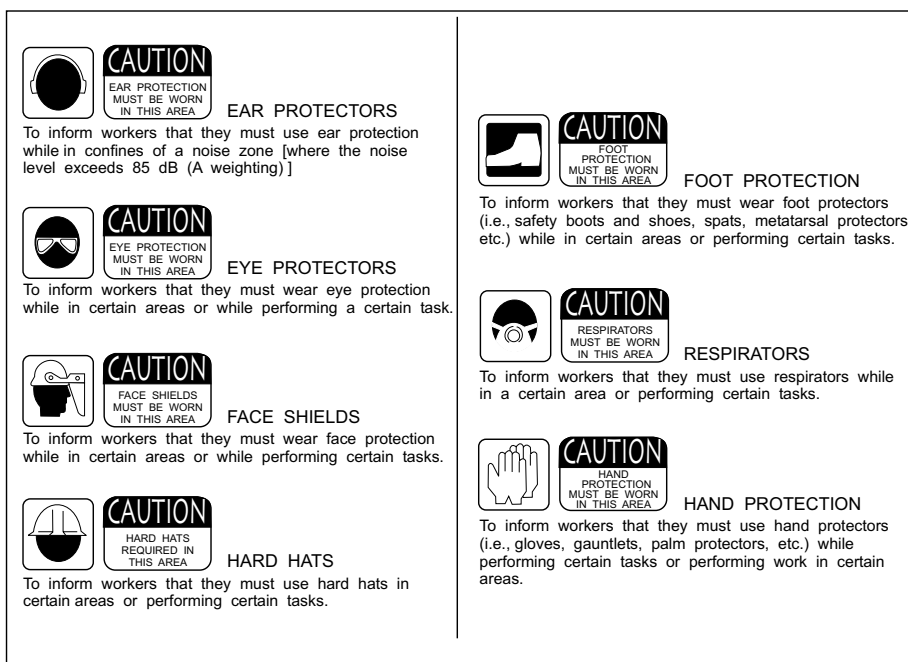 CAUTION
EAR PROTECTION
MUST BE WORN
IN THIS AREA
EAR PROTECTORS
To inform workers that they must use ear protection
while in confines of a noise zone [where the noise
level exceeds 85 dB (A weighting) ]
CAUTION
EYE PROTECTION
MUST BE WORN
IN THIS AREA
EYE PROTECTORS
To inform workers that they must wear eye protection
while in certain areas or while performing a certain task.
CAUTION
FACE SHIELDS
MUST BE WORN
IN THIS AREA
FACE SHIELDS
To inform workers that they must wear face protection
while in certain areas or while performing certain tasks.
CAUTION
HARD HATS
REQUIRED IN
THIS AREA
HARD HATS
To inform workers that they must use hard hats in
certain areas or performing certain tasks.
CAUTION
FOOT
PROTECTION
MUST BE WORN
IN THIS AREA
FOOT PROTECTION
To inform workers that they must wear foot protectors
(i.e., safety boots and shoes, spats, metatarsal protectors
etc.) while in certain areas or performing certain tasks.
CAUTION
RESPIRATORS
MUST BE WORN
IN THIS AREA
RESPIRATORS
To inform workers that they must use respirators while
in a certain area or performing certain tasks.
CAUTION
HAND
PROTECTION
MUST BE WORN
IN THIS AREA
HAND PROTECTION
To inform workers that they must use hand protectors
(i.e., gloves, gauntlets, palm protectors, etc.) while
performing certain tasks or performing work in certain
areas.